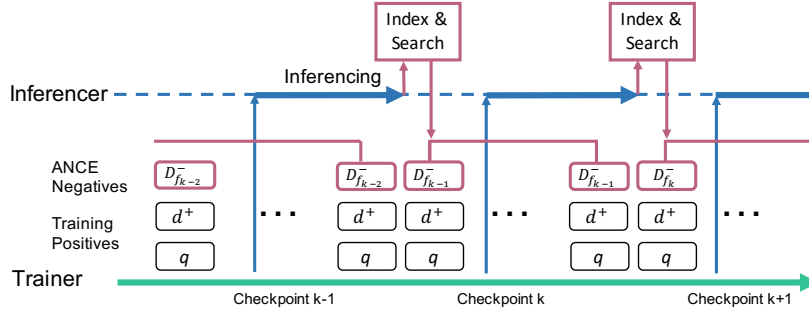 Index &
Search
Index &
Search
Inferencing
Inferencer
ANCE
Negatives
D⁻_{f_{k−2}} D⁻_{f_{k−2}} D⁻_{f_{k−1}} D⁻_{f_{k−1}} D⁻_{f_k}
Training
Positives
d⁺ ... d⁺ d⁺ ... d⁺ d⁺ ...
q q q q q
Trainer
Checkpoint k-1 Checkpoint k Checkpoint k+1